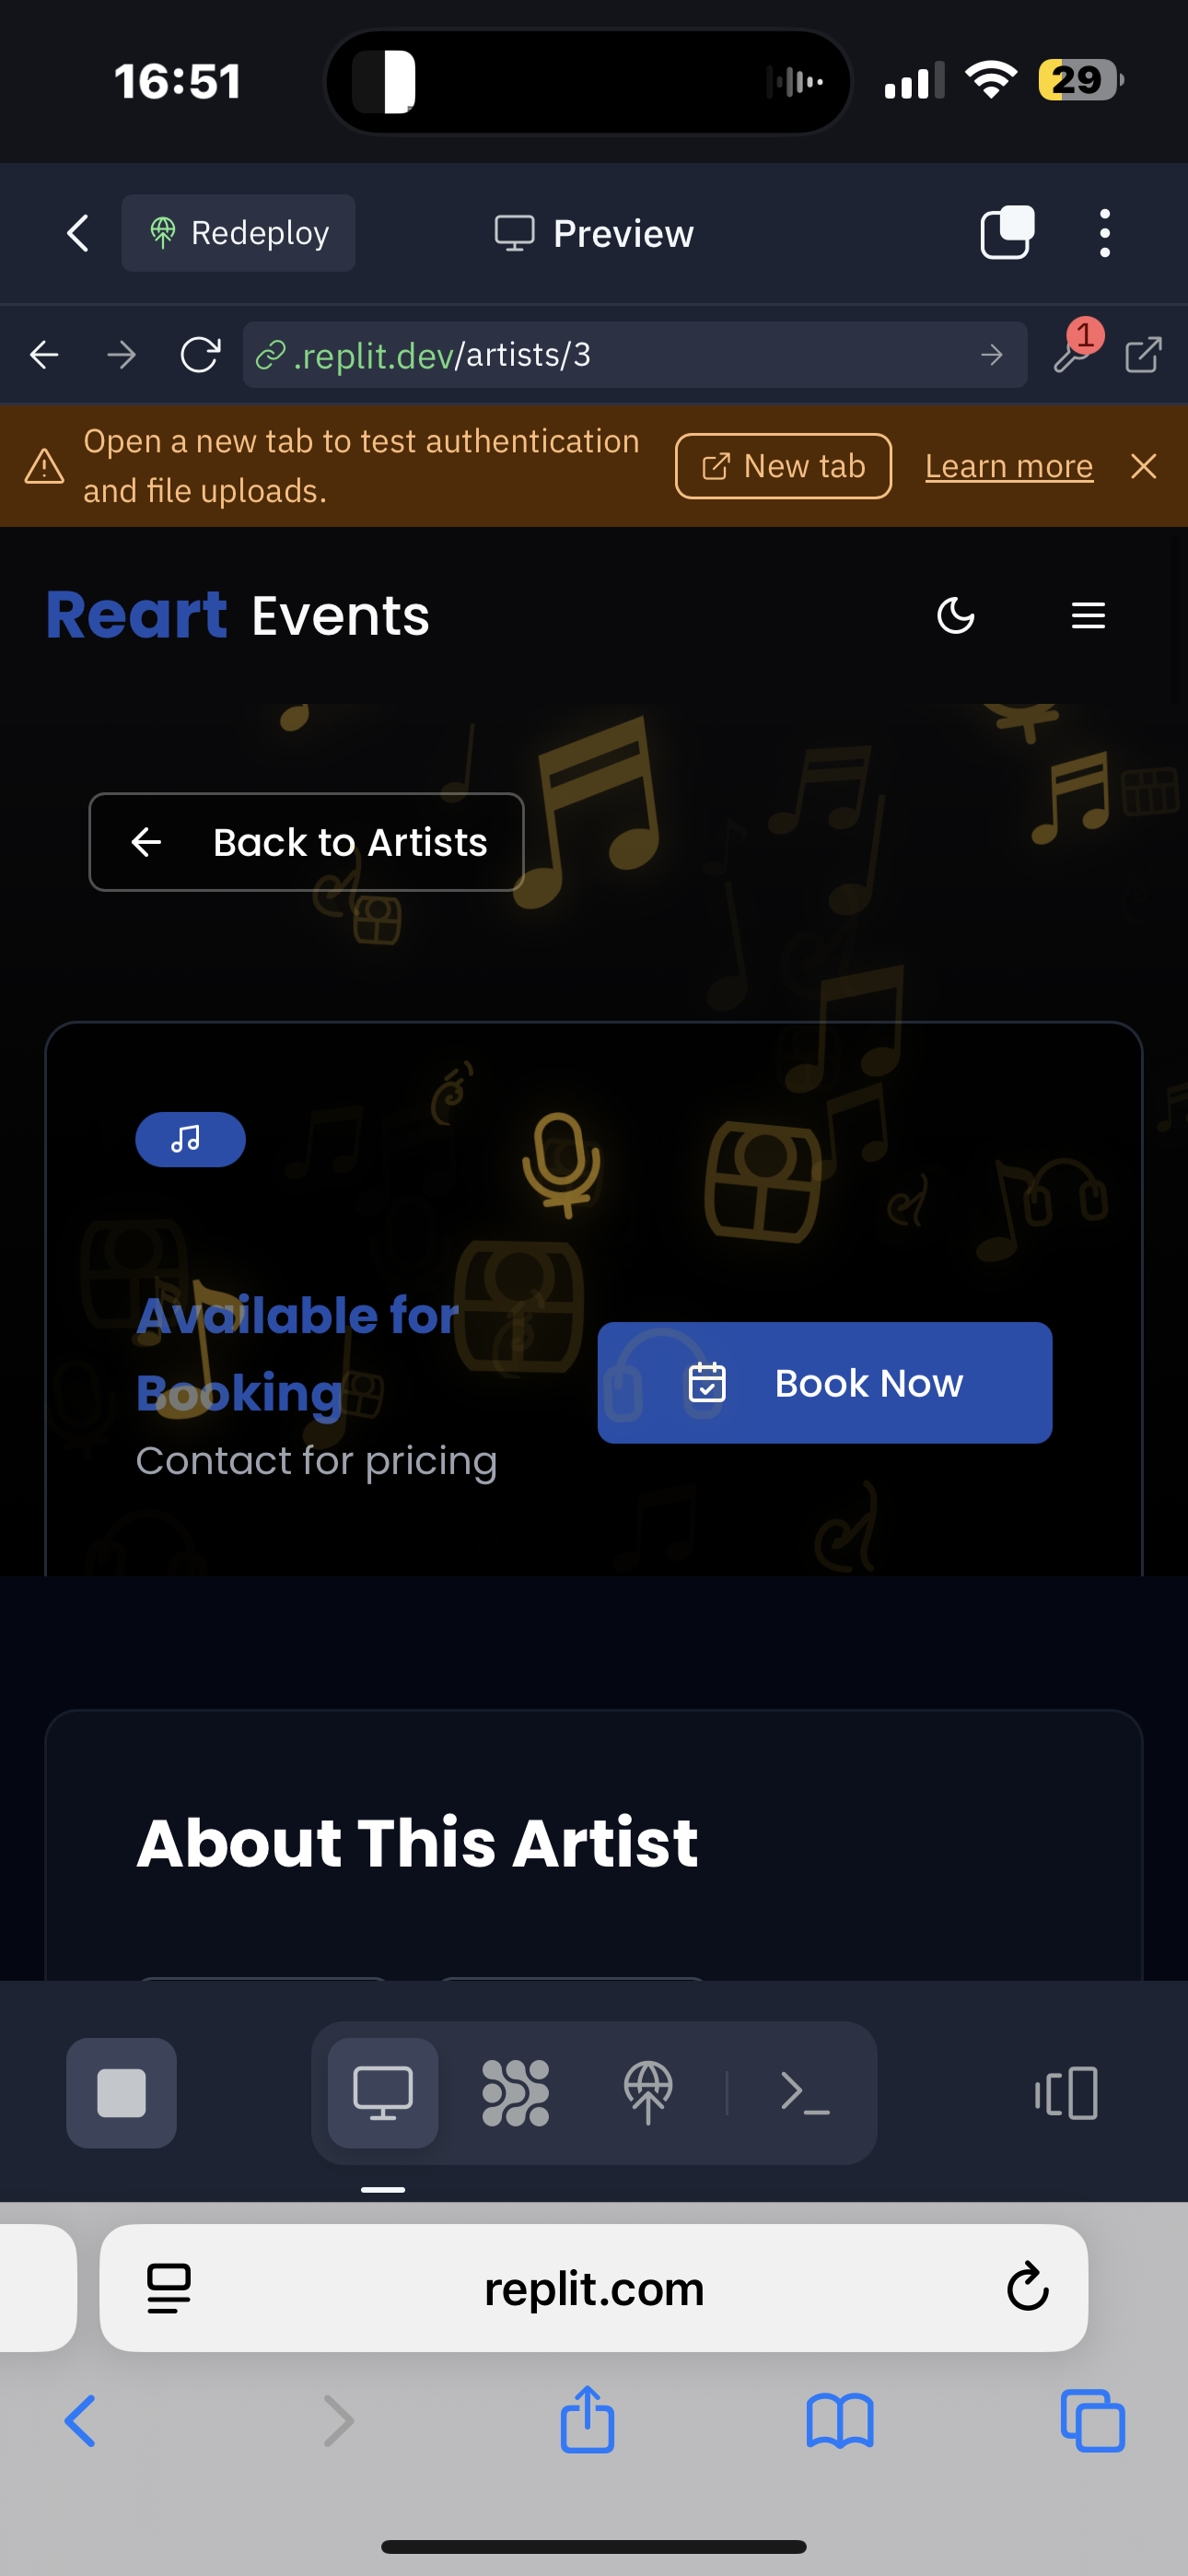 16:51
29
Redeploy
Preview
.replit.dev/artists/3
1
Open a new tab to test authentication
and file uploads.
New tab
Learn more
Reart Events
Back to Artists
Available for
Booking
Contact for pricing
Book Now
About This Artist
replit.com